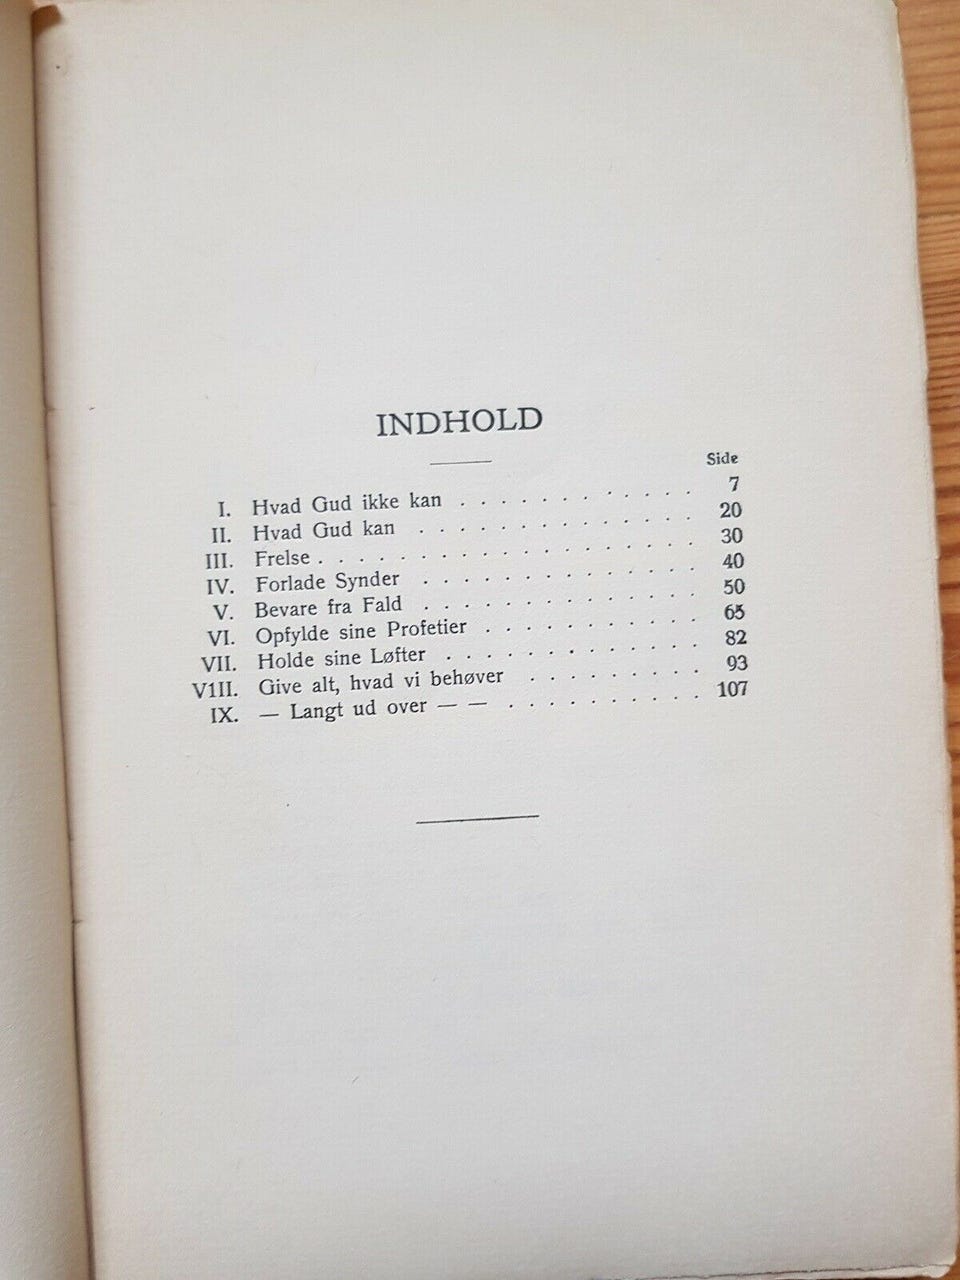 INDHOLD
Side
I. Hvad Gud ikke kan . . . . . . . . . . . . 7
II. Hvad Gud kan . . . . . . . . . . . . . 20
III. Frelse . . . . . . . . . . . . . . . . . 30
IV. Forlade Synder . . . . . . . . . . . . . 40
V. Bevare fra Fald . . . . . . . . . . . . . 50
VI. Opfylde sine Profetier . . . . . . . . . . . 65
VII. Holde sine Løfter . . . . . . . . . . . . . 82
V1II. Give alt, hvad vi behøver . . . . . . . . . 93
IX. — Langt ud over — — . . . . . . . . . . 107